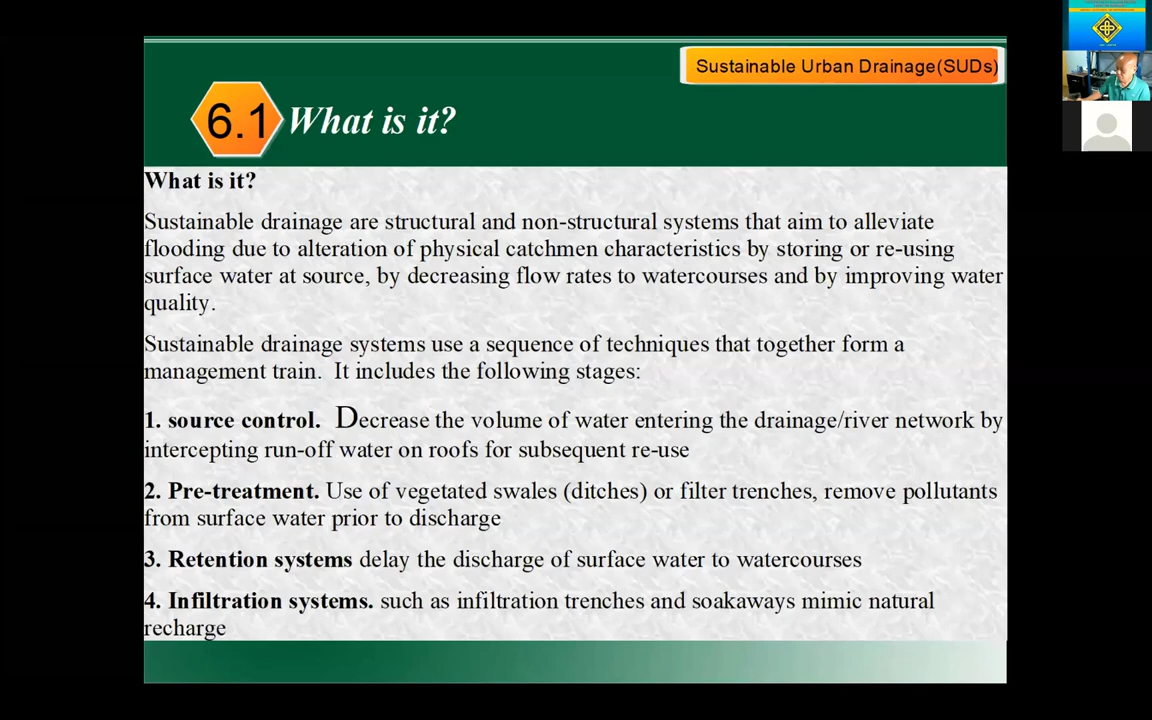 Sustainable Urban Drainage(SUDs)
6.1 What is it?
What is it?
Sustainable drainage are structural and non-structural systems that aim to alleviate
flooding due to alteration of physical catchmen characteristics by storing or re-using
surface water at source, by decreasing flow rates to watercourses and by improving water
quality.
Sustainable drainage systems use a sequence of techniques that together form a
management train.  It includes the following stages:
1. source control.  Decrease the volume of water entering the drainage/river network by
intercepting run-off water on roofs for subsequent re-use
2. Pre-treatment. Use of vegetated swales (ditches) or filter trenches, remove pollutants
from surface water prior to discharge
3. Retention systems delay the discharge of surface water to watercourses
4. Infiltration systems. such as infiltration trenches and soakaways mimic natural
recharge